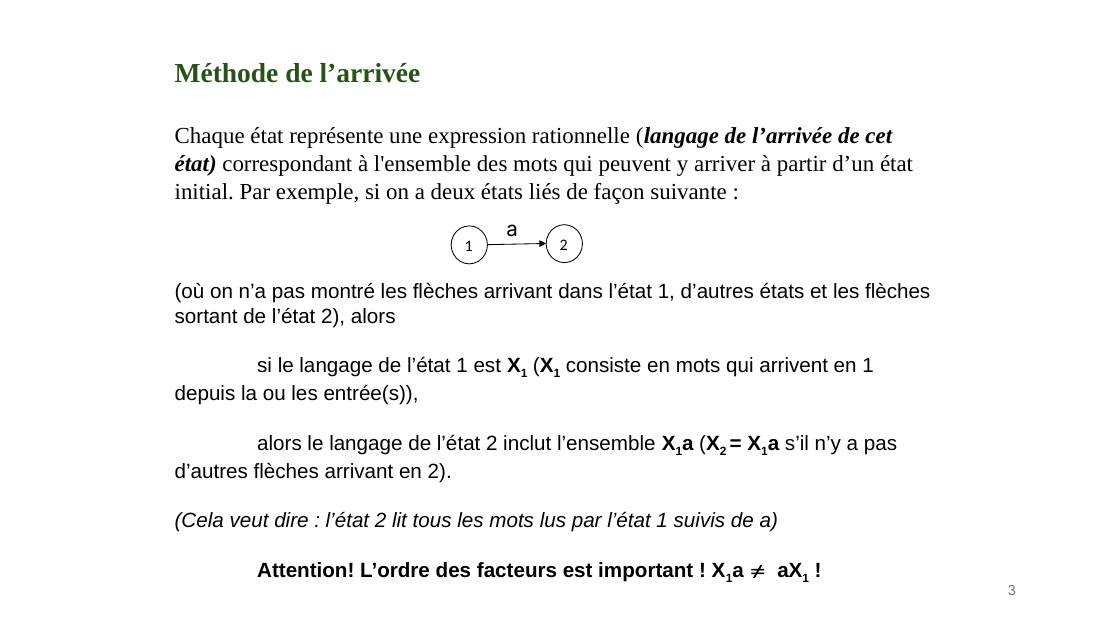 Méthode de l’arrivée
Chaque état représente une expression rationnelle (langage de l’arrivée de cet
état) correspondant à l'ensemble des mots qui peuvent y arriver à partir d’un état
initial. Par exemple, si on a deux états liés de façon suivante :
a
1 2
(où on n’a pas montré les flèches arrivant dans l’état 1, d’autres états et les flèches
sortant de l’état 2), alors
si le langage de l’état 1 est X₁ (X₁ consiste en mots qui arrivent en 1
depuis la ou les entrée(s)),
alors le langage de l’état 2 inclut l’ensemble X₁a (X₂ = X₁a s’il n’y a pas
d’autres flèches arrivant en 2).
(Cela veut dire : l’état 2 lit tous les mots lus par l’état 1 suivis de a)
Attention! L’ordre des facteurs est important ! X₁a ≠ aX₁ !
3